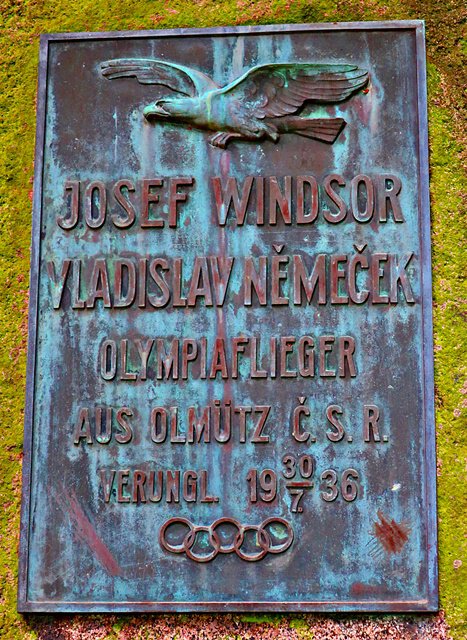 JOSEF WINDSOR
VLADISLAV NĚMEČEK
OLYMPIAFLIEGER
AUS OLMÜTZ Č.S.R.
VERUNGL. 19 30/7. 36